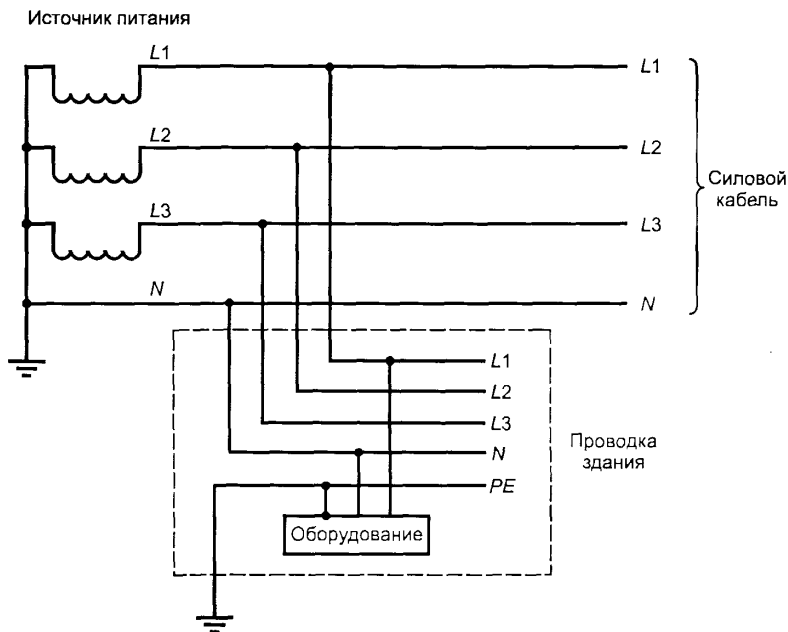 Источник питания
L1
L1
L2
L2
Силовой
кабель
L3
L3
N
N
L1
L2
L3
N
Проводка
здания
PE
Оборудование